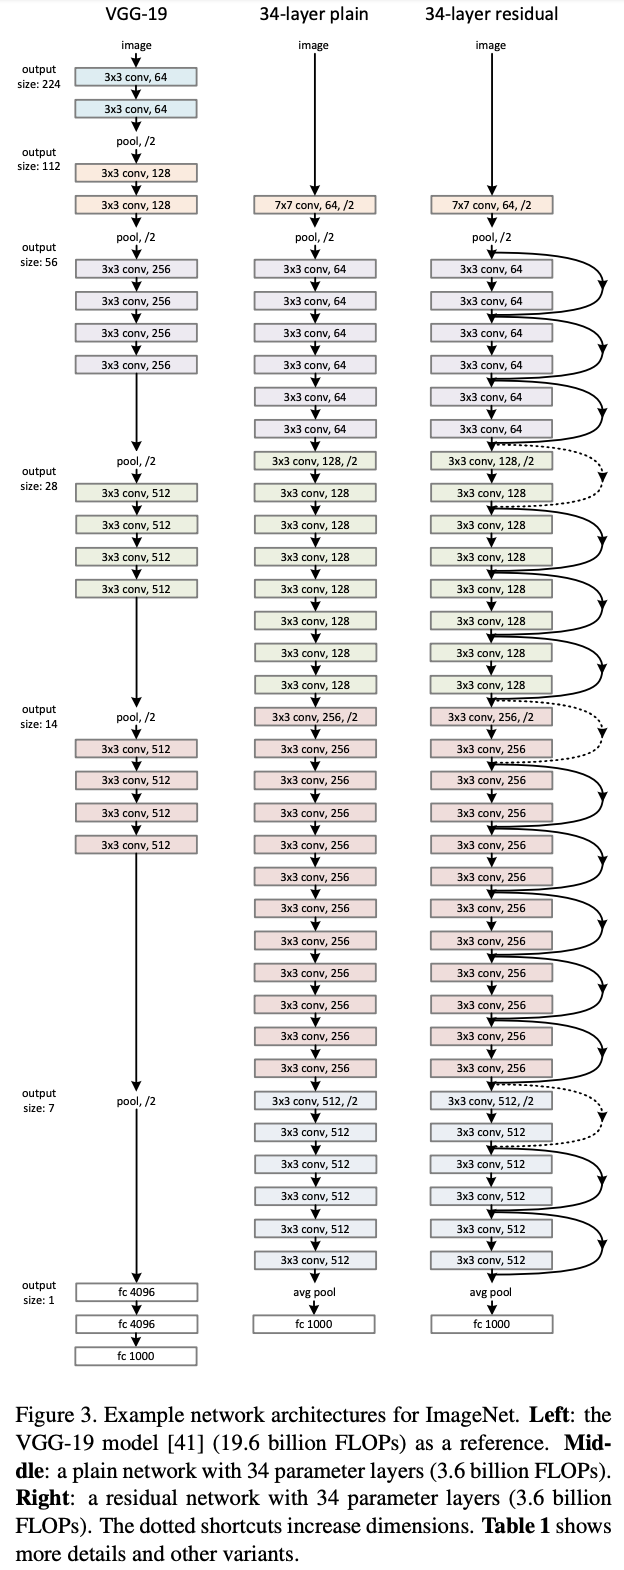 VGG-19
34-layer plain
34-layer residual
output
size: 224
output
size: 112
output
size: 56
output
size: 28
output
size: 14
output
size: 7
output
size: 1
image
3x3 conv, 64
3x3 conv, 64
pool, /2
3x3 conv, 128
3x3 conv, 128
pool, /2
3x3 conv, 256
3x3 conv, 256
3x3 conv, 256
3x3 conv, 256
pool, /2
3x3 conv, 512
3x3 conv, 512
3x3 conv, 512
3x3 conv, 512
pool, /2
3x3 conv, 512
3x3 conv, 512
3x3 conv, 512
3x3 conv, 512
pool, /2
fc 4096
fc 4096
fc 1000
image
7x7 conv, 64, /2
pool, /2
3x3 conv, 64
3x3 conv, 64
3x3 conv, 64
3x3 conv, 64
3x3 conv, 64
3x3 conv, 64
3x3 conv, 128, /2
3x3 conv, 128
3x3 conv, 128
3x3 conv, 128
3x3 conv, 128
3x3 conv, 128
3x3 conv, 128
3x3 conv, 128
3x3 conv, 256, /2
3x3 conv, 256
3x3 conv, 256
3x3 conv, 256
3x3 conv, 256
3x3 conv, 256
3x3 conv, 256
3x3 conv, 256
3x3 conv, 256
3x3 conv, 256
3x3 conv, 256
3x3 conv, 256
3x3 conv, 512, /2
3x3 conv, 512
3x3 conv, 512
3x3 conv, 512
3x3 conv, 512
3x3 conv, 512
avg pool
fc 1000
image
7x7 conv, 64, /2
pool, /2
3x3 conv, 64
3x3 conv, 64
3x3 conv, 64
3x3 conv, 64
3x3 conv, 64
3x3 conv, 64
3x3 conv, 128, /2
3x3 conv, 128
3x3 conv, 128
3x3 conv, 128
3x3 conv, 128
3x3 conv, 128
3x3 conv, 128
3x3 conv, 128
3x3 conv, 256, /2
3x3 conv, 256
3x3 conv, 256
3x3 conv, 256
3x3 conv, 256
3x3 conv, 256
3x3 conv, 256
3x3 conv, 256
3x3 conv, 256
3x3 conv, 256
3x3 conv, 256
3x3 conv, 256
3x3 conv, 512, /2
3x3 conv, 512
3x3 conv, 512
3x3 conv, 512
3x3 conv, 512
3x3 conv, 512
avg pool
fc 1000
Figure 3. Example network architectures for ImageNet. Left: the
VGG-19 model [41] (19.6 billion FLOPs) as a reference. Mid-
dle: a plain network with 34 parameter layers (3.6 billion FLOPs).
Right: a residual network with 34 parameter layers (3.6 billion
FLOPs). The dotted shortcuts increase dimensions. Table 1 shows
more details and other variants.